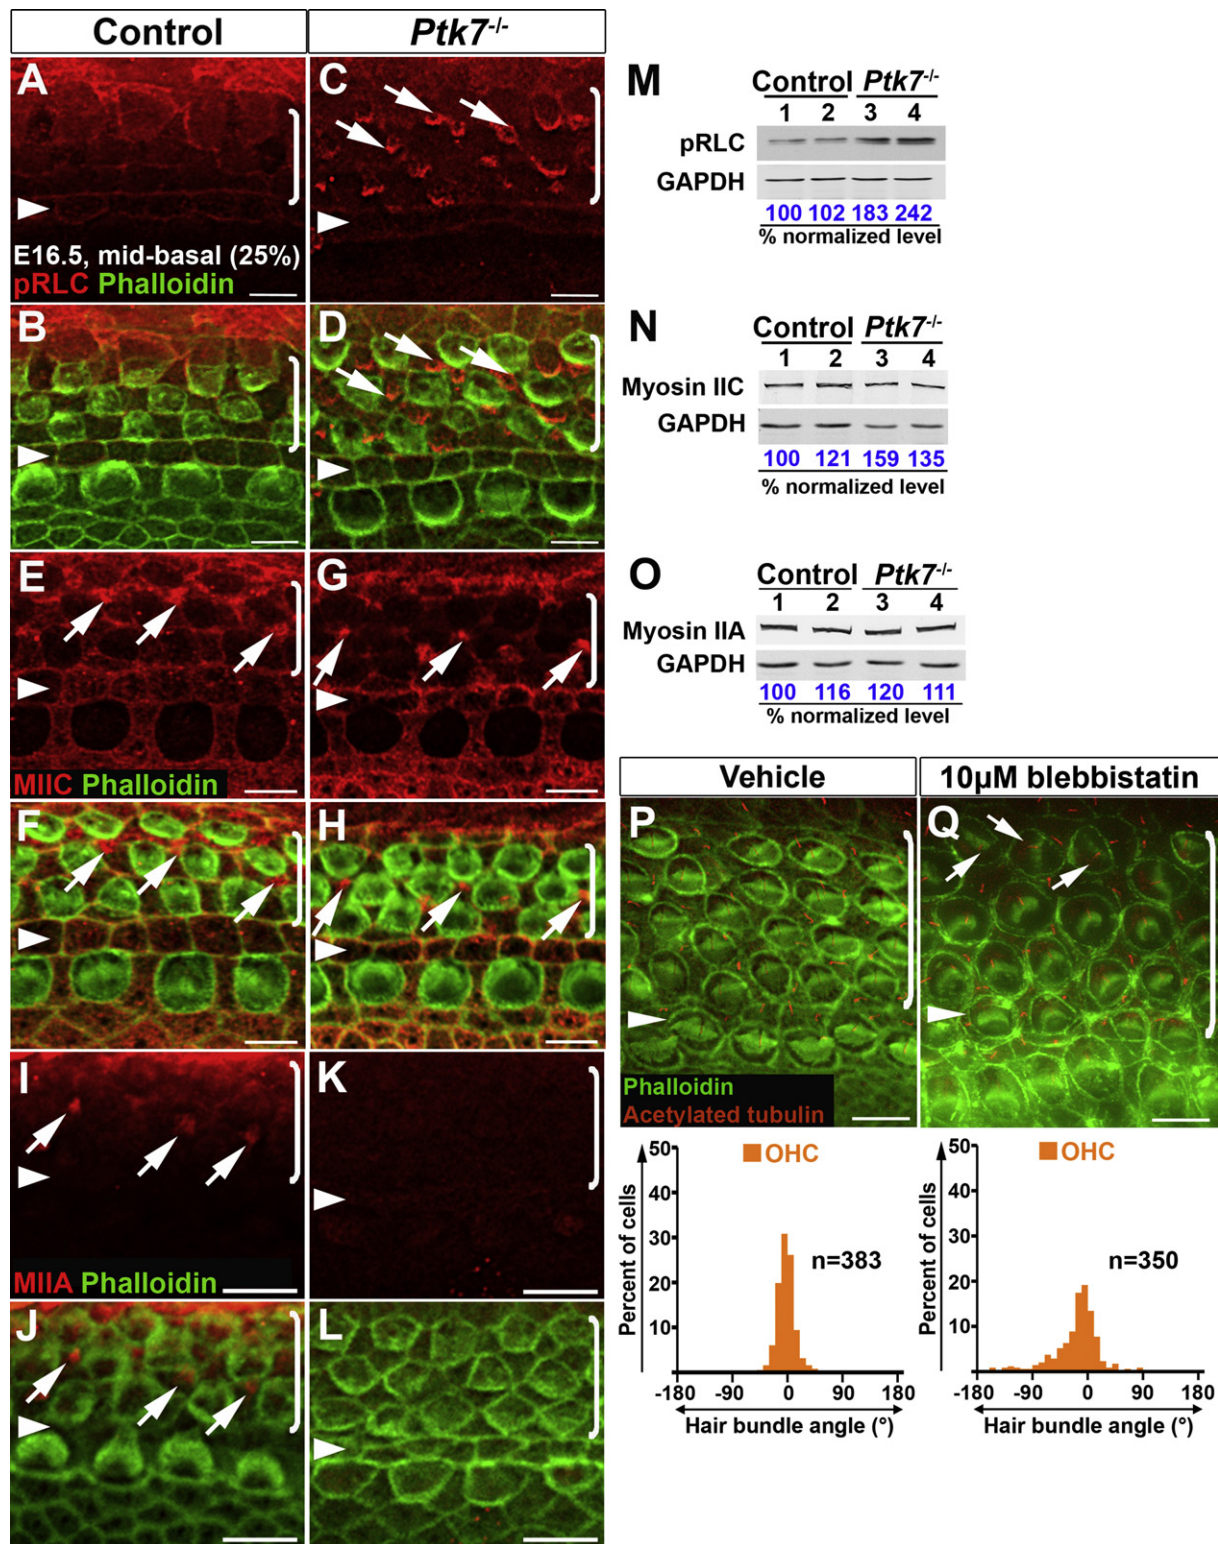 Control
Ptk7-/-
A
C
E16.5, mid-basal (25%)
pRLC Phalloidin
B
D
E
G
MIIC Phalloidin
F
H
I
K
MIIA Phalloidin
J
L
M
Control Ptk7-/-
1 2 3 4
pRLC
GAPDH
100 102 183 242
% normalized level
N
Control Ptk7-/-
1 2 3 4
Myosin IIC
GAPDH
100 121 159 135
% normalized level
O
Control Ptk7-/-
1 2 3 4
Myosin IIA
GAPDH
100 116 120 111
% normalized level
Vehicle
10µM blebbistatin
P
Q
Phalloidin
Acetylated tubulin
50
40
30
20
10
Percent of cells
OHC
n=383
-180 -90 0 90 180
Hair bundle angle (°)
50
40
30
20
10
Percent of cells
OHC
n=350
-180 -90 0 90 180
Hair bundle angle (°)